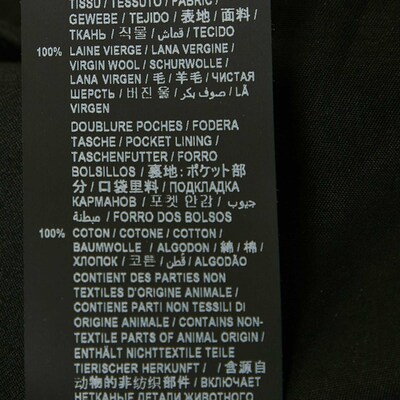 TISSU / TESSUTO / FABRIC /
GEWEBE / TEJIDO / 表地 / 面料 /
ТКАНЬ / 직물 / قماش / TECIDO
100% LAINE VIERGE / LANA VERGINE /
VIRGIN WOOL / SCHURWOLLE /
LANA VIRGEN / 毛 / 羊毛 / ЧИСТАЯ
ШЕРСТЬ / 버진 울 / صوف بكر / LÃ
VIRGEN
DOUBLURE POCHES / FODERA
TASCHE / POCKET LINING /
TASCHENFUTTER / FORRO
BOLSILLOS / 裏地:ポケット部
分 / 口袋里料 / ПОДКЛАДКА
КАРМАНОВ / 포켓 안감 / جيوب
مبطنة / FORRO DOS BOLSOS
100% COTON / COTONE / COTTON /
BAUMWOLLE / ALGODON / 綿 / 棉 /
ХЛОПОК / 코튼 / قطن / ALGODÃO
CONTIENT DES PARTIES NON
TEXTILES D'ORIGINE ANIMALE /
CONTIENE PARTI NON TESSILI DI
ORIGINE ANIMALE / CONTAINS NON-
TEXTILE PARTS OF ANIMAL ORIGIN /
ENTHÄLT NICHTTEXTILE TEILE
TIERISCHER HERKUNFT / / 含源自
动物的非纺织部件 / ВКЛЮЧАЕТ
НЕТКАНЫЕ ДЕТАЛИ ЖИВОТНОГО